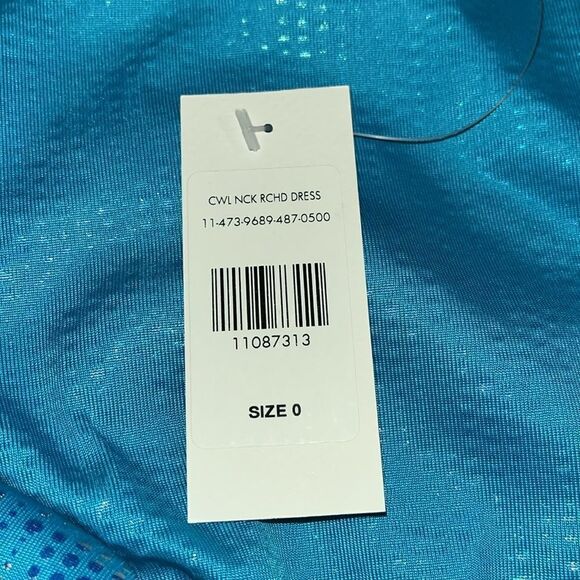 CWL NCK RCHD DRESS
11-473-9689-487-0500
11087313
SIZE 0